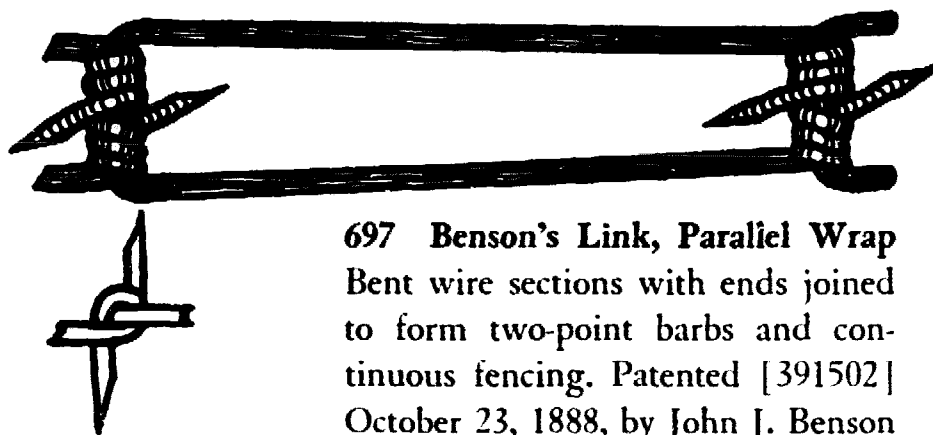 697 Benson's Link, Parallel Wrap
Bent wire sections with ends joined
to form two-point barbs and con-
tinuous fencing. Patented [391502]
October 23, 1888, by John J. Benson